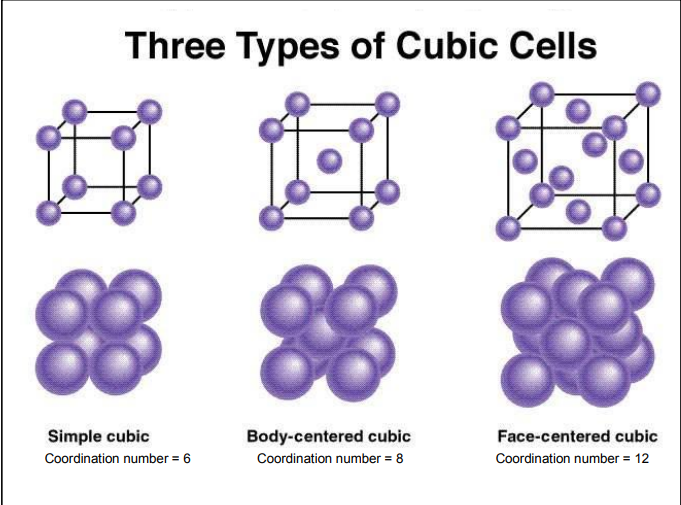 Three Types of Cubic Cells
Simple cubic
Body-centered cubic
Face-centered cubic
Coordination number = 6
Coordination number = 8
Coordination number = 12